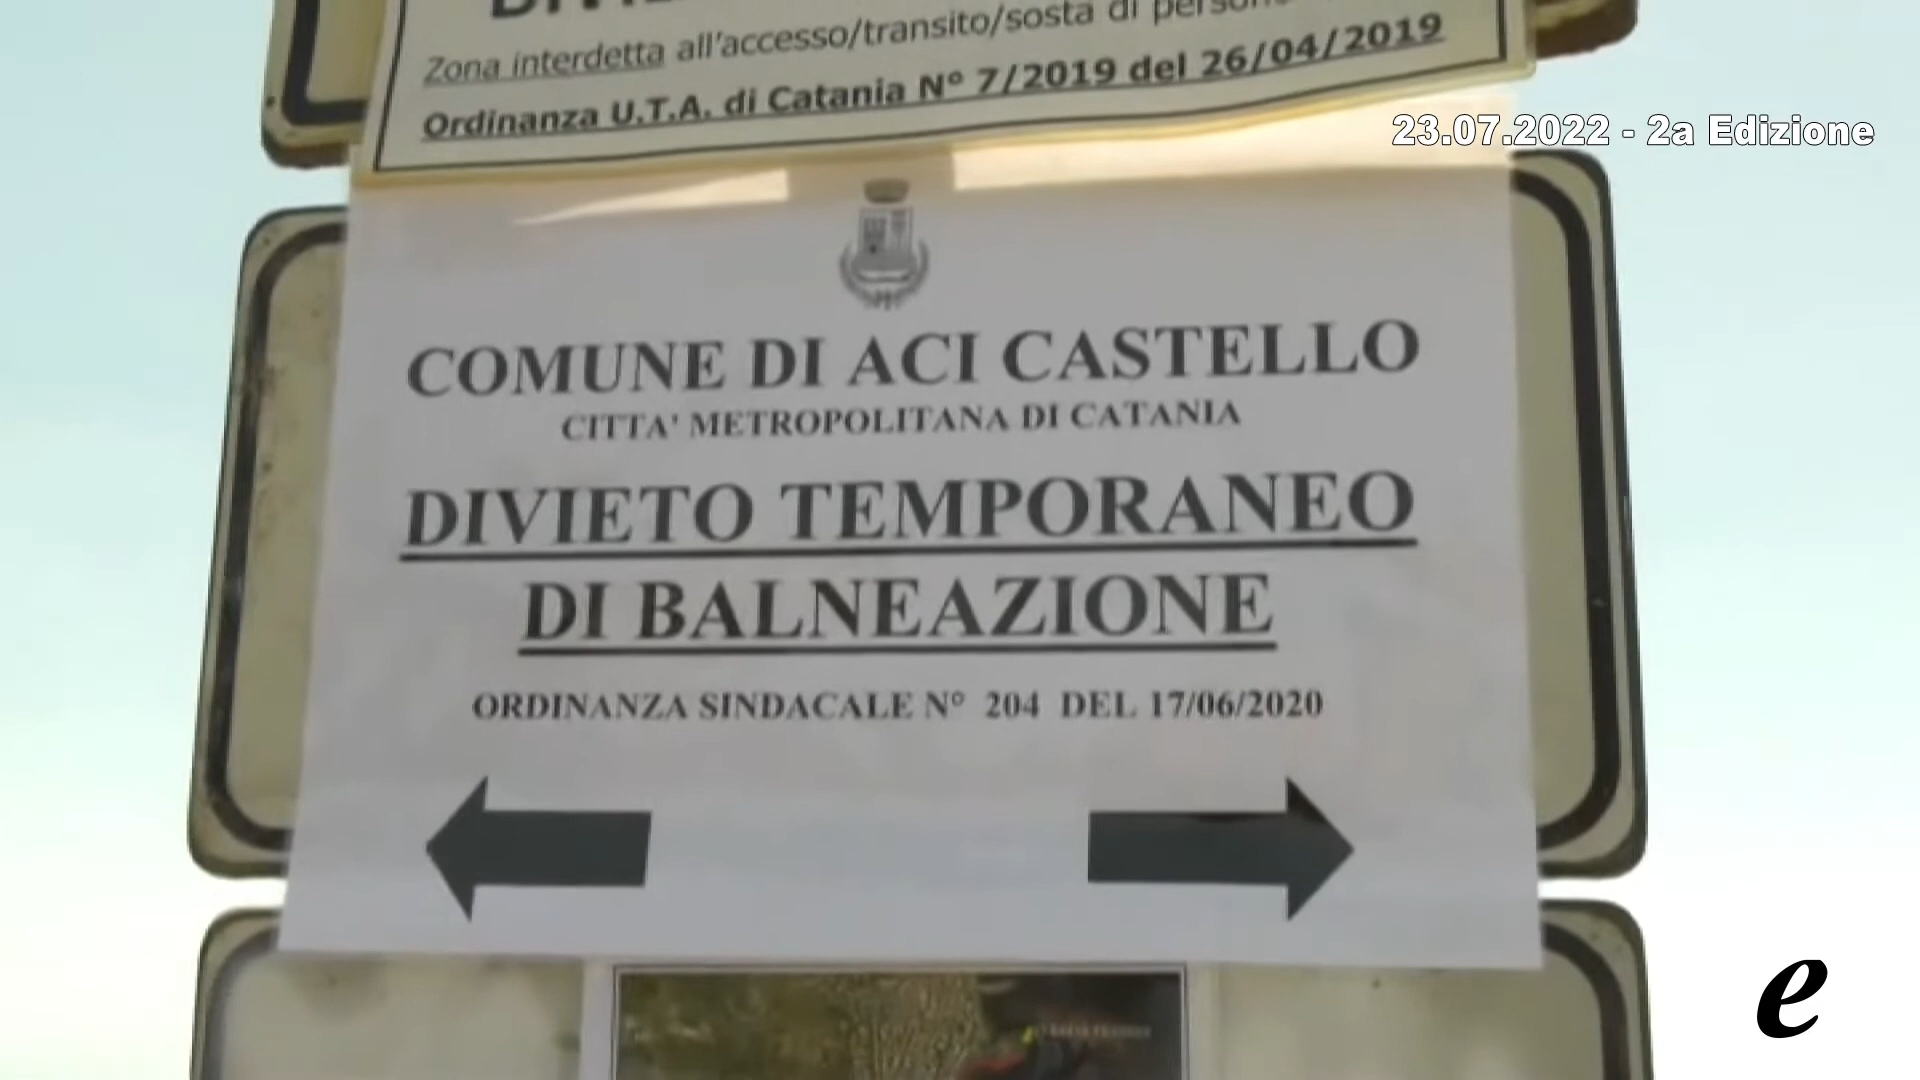 Zona interdetta all'accesso/transito/sosta di
Ordinanza U.T.A. di Catania N° 7/2019 del 26/04/2019
23.07.2022 - 2a Edizione
COMUNE DI ACI CASTELLO
CITTA' METROPOLITANA DI CATANIA
DIVIETO TEMPORANEO
DI BALNEAZIONE
ORDINANZA SINDACALE N° 204 DEL 17/06/2020
e